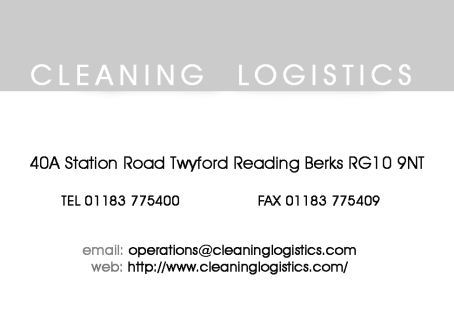 CLEANING LOGISTICS
40A Station Road Twyford Reading Berks RG10 9NT
TEL 01183 775400 FAX 01183 775409
email: operations@cleaninglogistics.com
web: http://www.cleaninglogistics.com/